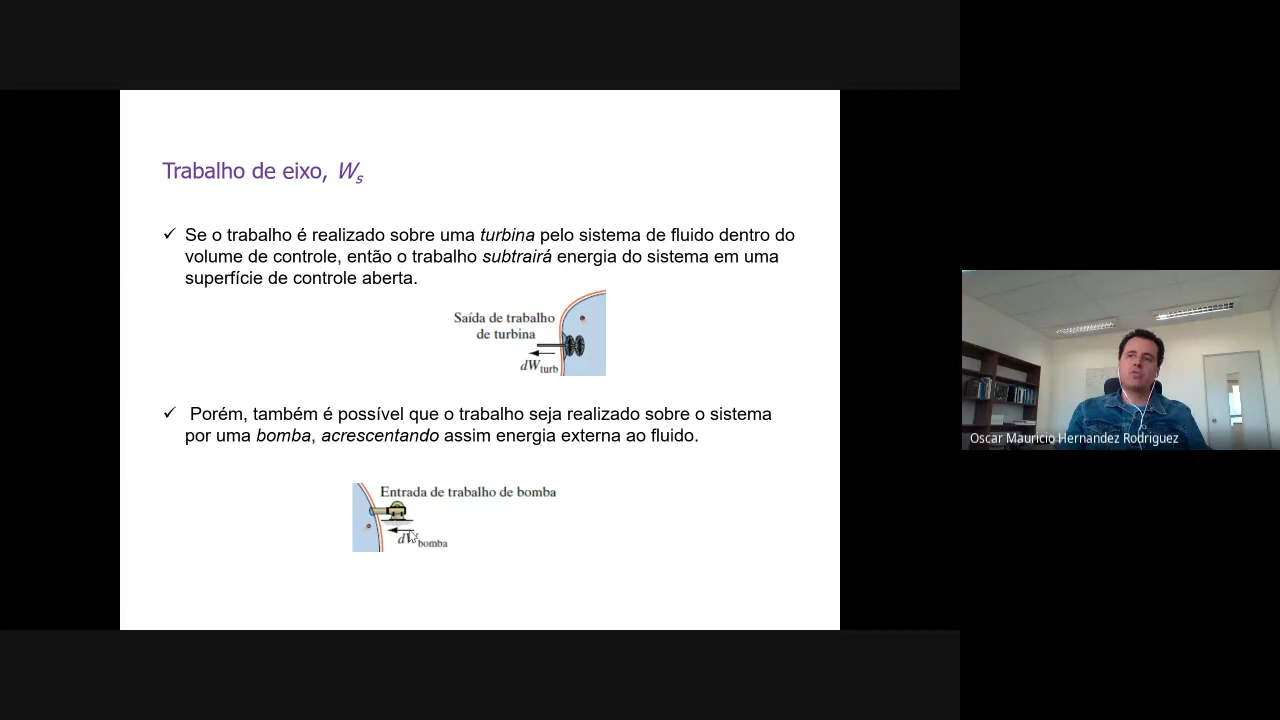 Trabalho de eixo, Ws
✓ Se o trabalho é realizado sobre uma turbina pelo sistema de fluido dentro do
volume de controle, então o trabalho subtrairá energia do sistema em uma
superfície de controle aberta.
Saída de trabalho
de turbina
dWturb
✓ Porém, também é possível que o trabalho seja realizado sobre o sistema
por uma bomba, acrescentando assim energia externa ao fluido.
Entrada de trabalho de bomba
dWbomba
Oscar Mauricio Hernandez Rodriguez